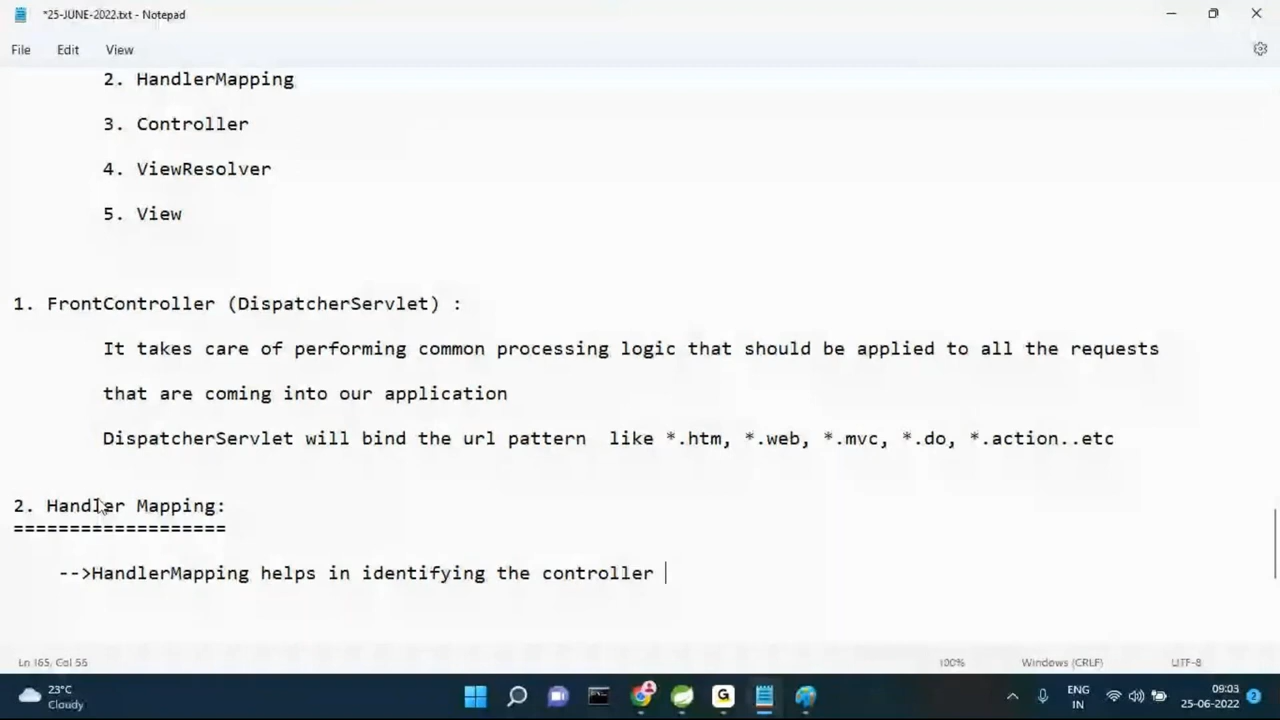 *25-JUNE-2022.txt - Notepad
File Edit View
2. HandlerMapping
3. Controller
4. ViewResolver
5. View
1. FrontController (DispatcherServlet) :
It takes care of performing common processing logic that should be applied to all the requests
that are coming into our application
DispatcherServlet will bind the url pattern  like *.htm, *.web, *.mvc, *.do, *.action..etc
2. Handler Mapping:
===================
-->HandlerMapping helps in identifying the controller
Ln 165, Col 56 100% Windows (CRLF) UTF-8
23°C
Cloudy
ENG
IN
09:03
25-06-2022
2